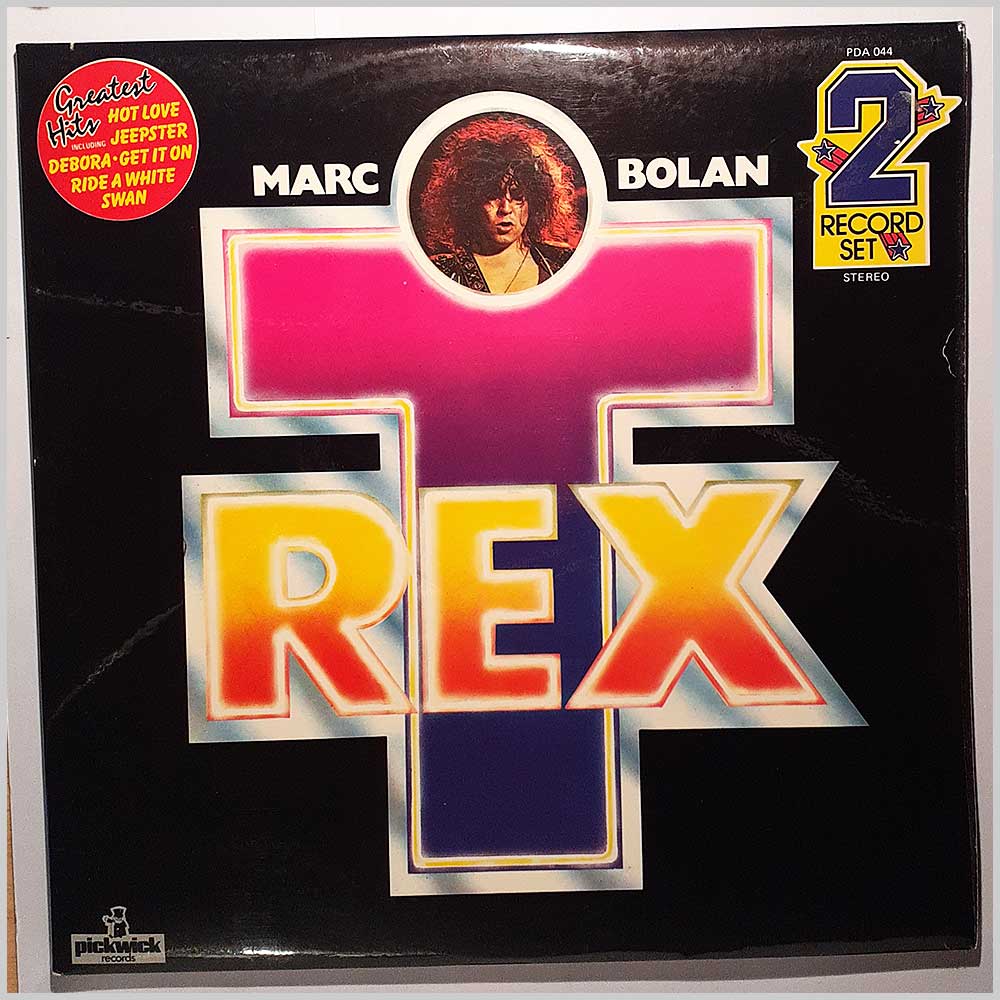 PDA 044
Greatest
Hits
INCLUDING
HOT LOVE
JEEPSTER
DEBORA • GET IT ON
RIDE A WHITE
SWAN
MARC
BOLAN
2
RECORD
SET
STEREO
T
REX
pickwick
records